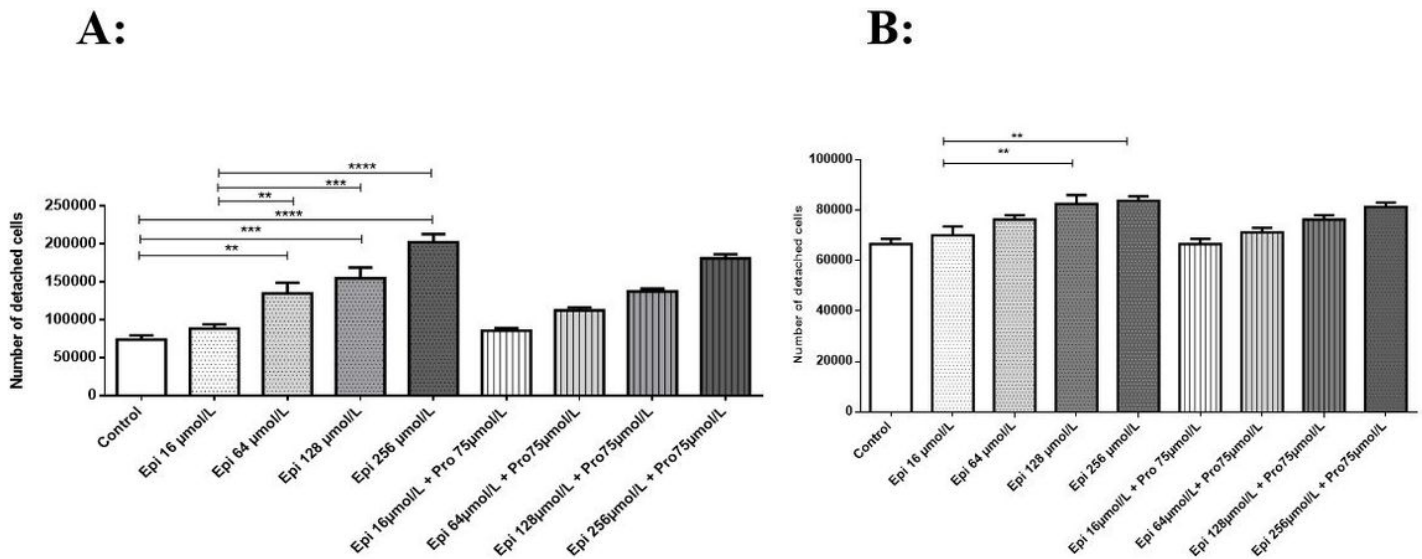 A:
B:
****
***
**
****
***
**
Number of detached cells
250000
200000
150000
100000
50000
0
Control
Epi 16 µmol/L
Epi 64 µmol/L
Epi 128 µmol/L
Epi 256 µmol/L
Epi 16µmol/L + Pro 75µmol/L
Epi 64µmol/L + Pro75µmol/L
Epi 128µmol/L + Pro75µmol/L
Epi 256µmol/L + Pro75µmol/L
**
**
Number of detached cells
100000
80000
60000
40000
20000
0
Control
Epi 16 µmol/L
Epi 64 µmol/L
Epi 128 µmol/L
Epi 256 µmol/L
Epi 16µmol/L + Pro 75µmol/L
Epi 64µmol/L + Pro75µmol/L
Epi 128µmol/L + Pro75µmol/L
Epi 256µmol/L + Pro75µmol/L